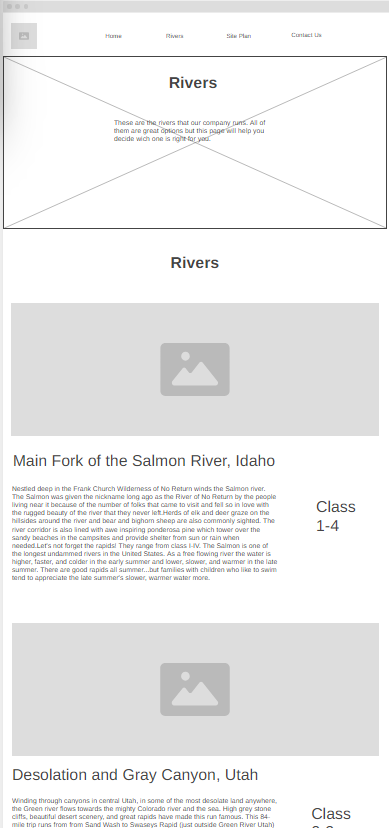 Home Rivers Site Plan Contact Us
Rivers
These are the rivers that our company runs. All of
them are great options but this page will help you
decide wich one is right for you.
Rivers
Main Fork of the Salmon River, Idaho
Nestled deep in the Frank Church Wilderness of No Return winds the Salmon river.
The Salmon was given the nickname long ago as the River of No Return by the people
living near it because of the number of folks that came to visit and fell so in love with
the rugged beauty of the river that they never left.Herds of elk and deer graze on the
hillsides around the river and bear and bighorn sheep are also commonly sighted. The
river corridor is also lined with awe inspiring ponderosa pine which tower over the
sandy beaches in the campsites and provide shelter from sun or rain when
needed.Let's not forget the rapids! They range from class I-IV. The Salmon is one of
the longest undammed rivers in the United States. As a free flowing river the water is
higher, faster, and colder in the early summer and lower, slower, and warmer in the late
summer. There are good rapids all summer...but families with children who like to swim
tend to appreciate the late summer's slower, warmer water more.
Class
1-4
Desolation and Gray Canyon, Utah
Winding through canyons in central Utah, in some of the most desolate land anywhere,
the Green river flows towards the mighty Colorado river and the sea. High grey stone
cliffs, beautiful desert scenery, and great rapids have made this run famous. This 84-
mile trip runs from from Sand Wash to Swaseys Rapid (just outside Green River Utah)
Class